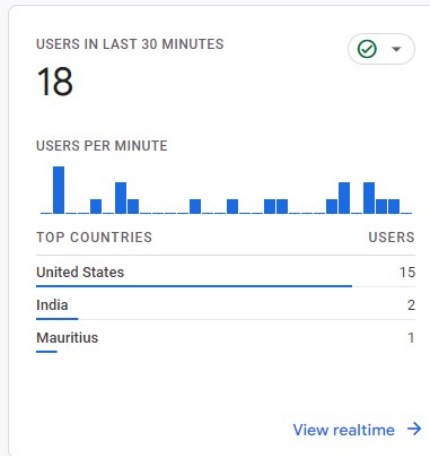 USERS IN LAST 30 MINUTES
18
USERS PER MINUTE
TOP COUNTRIES USERS
United States 15
India 2
Mauritius 1
View realtime